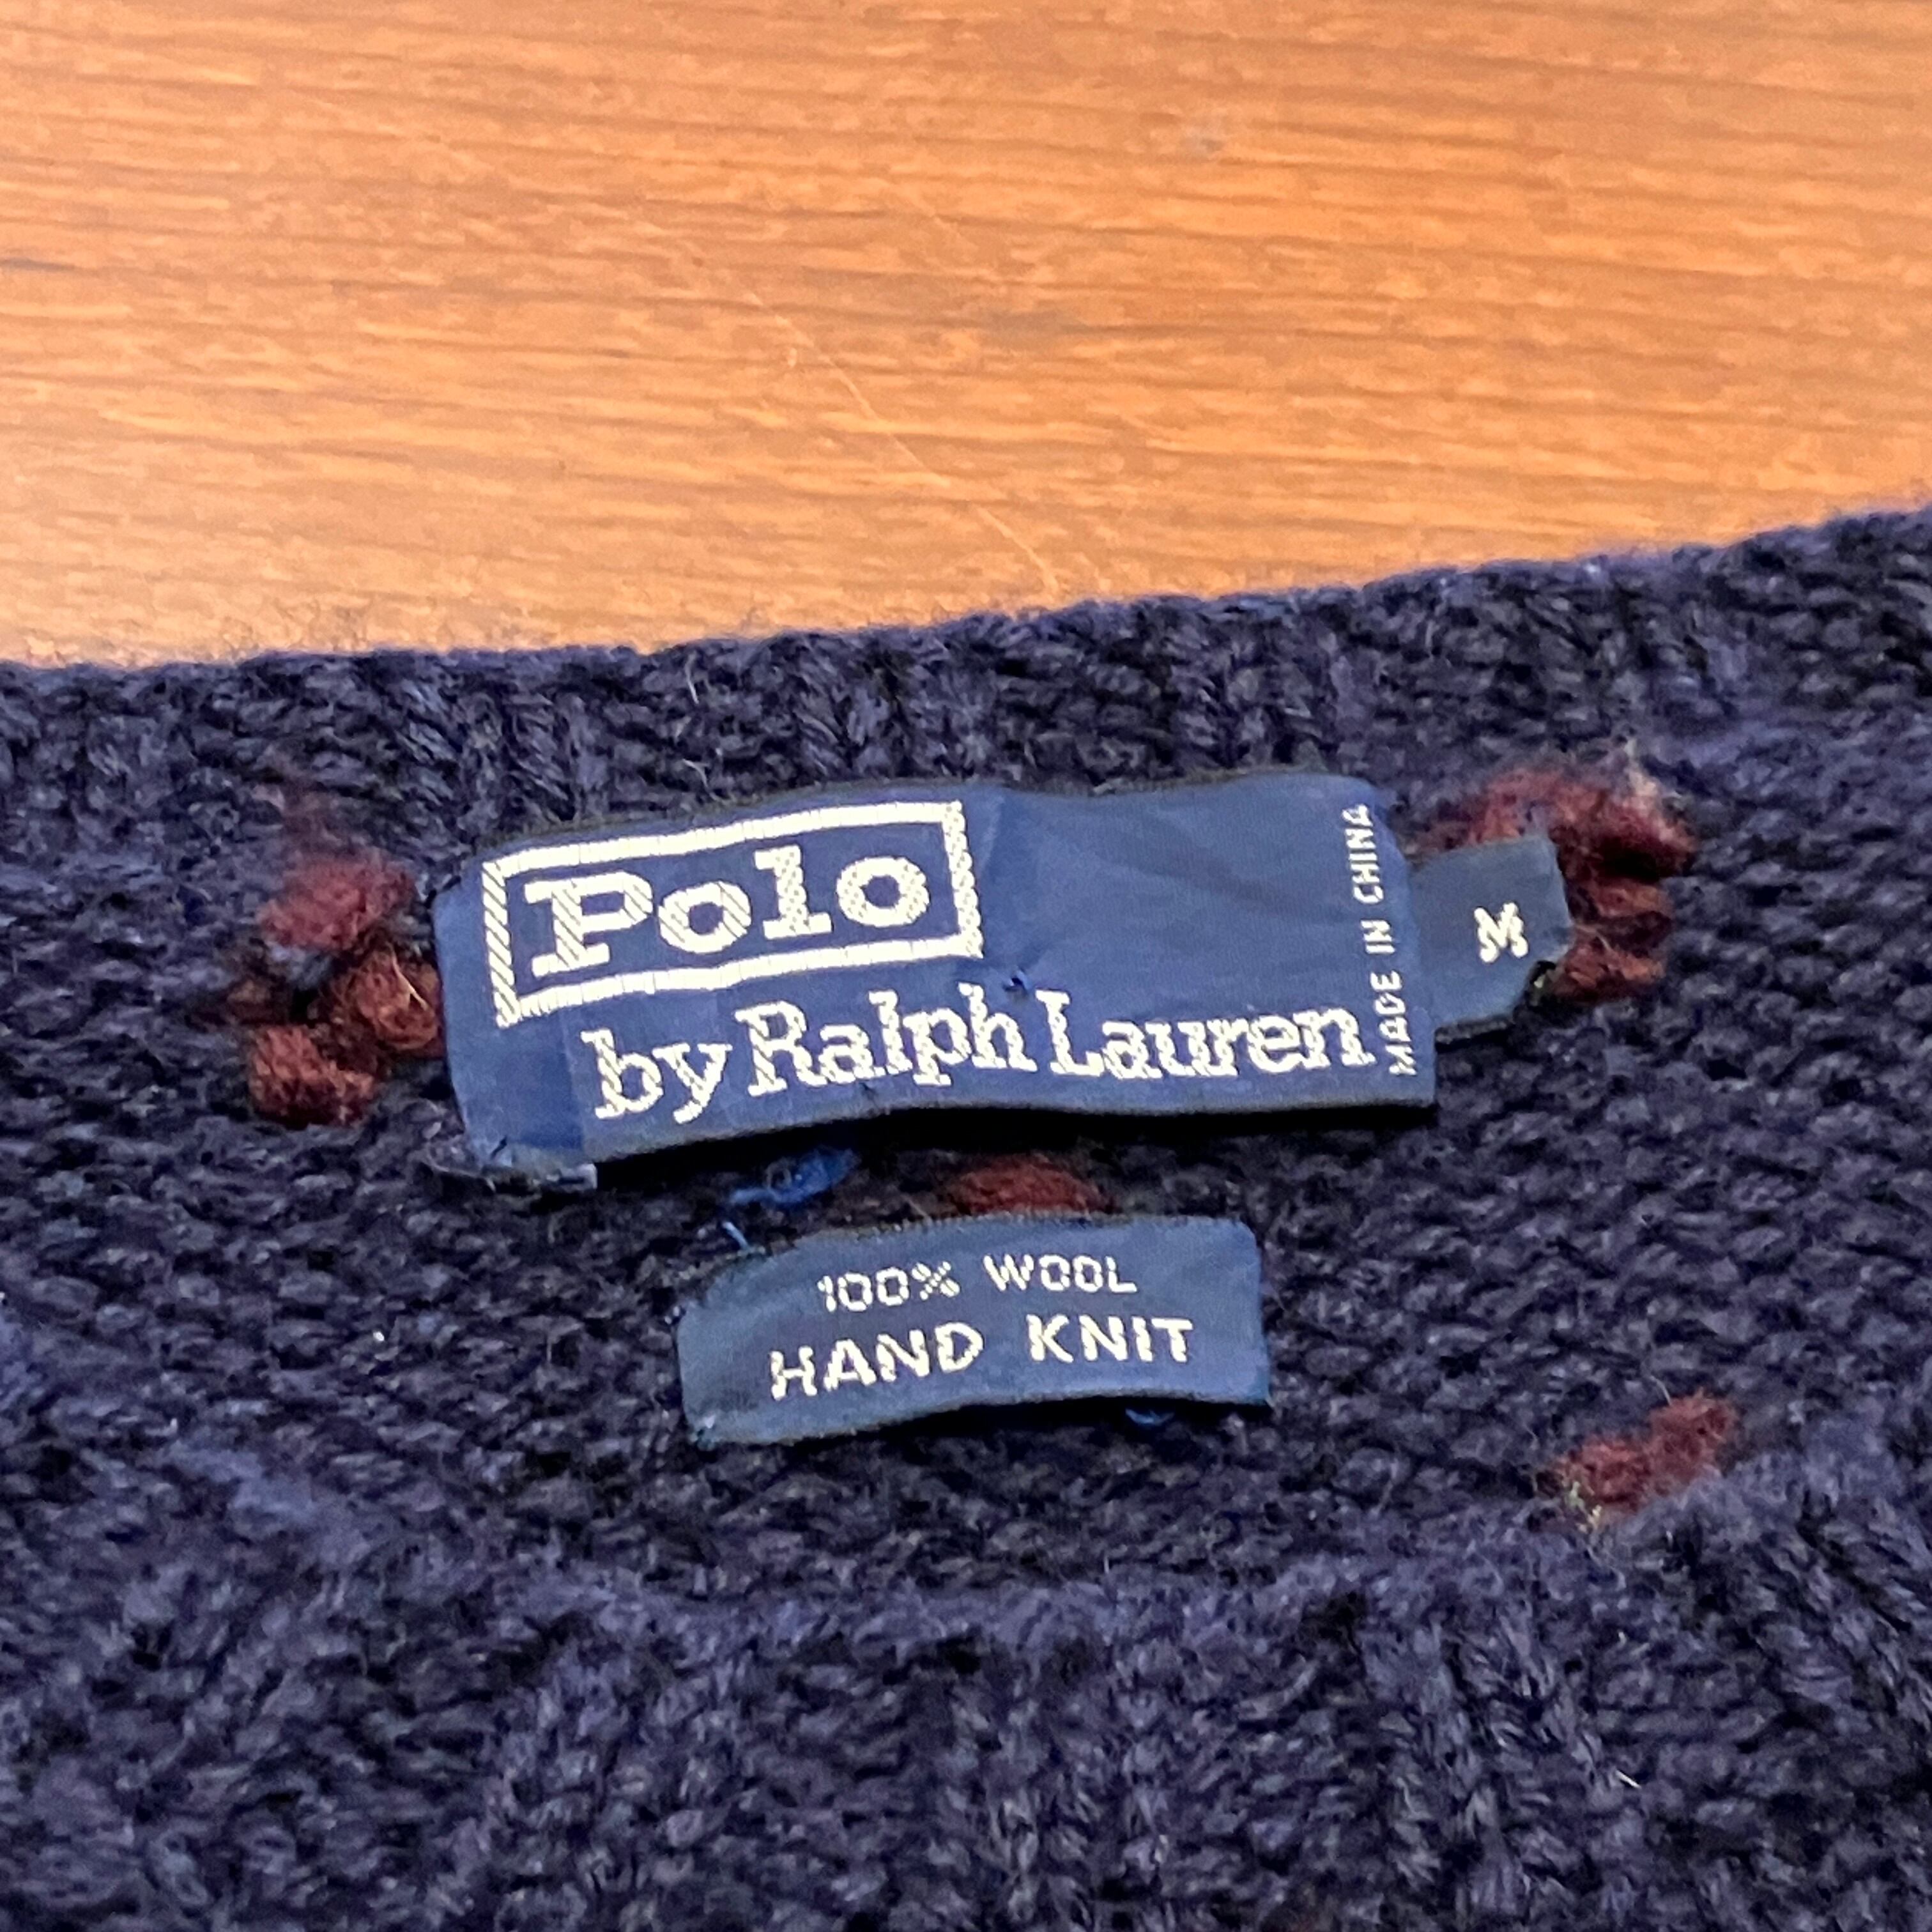 Polo
by Ralph Lauren
MADE IN CHINA
M
100% WOOL
HAND KNIT